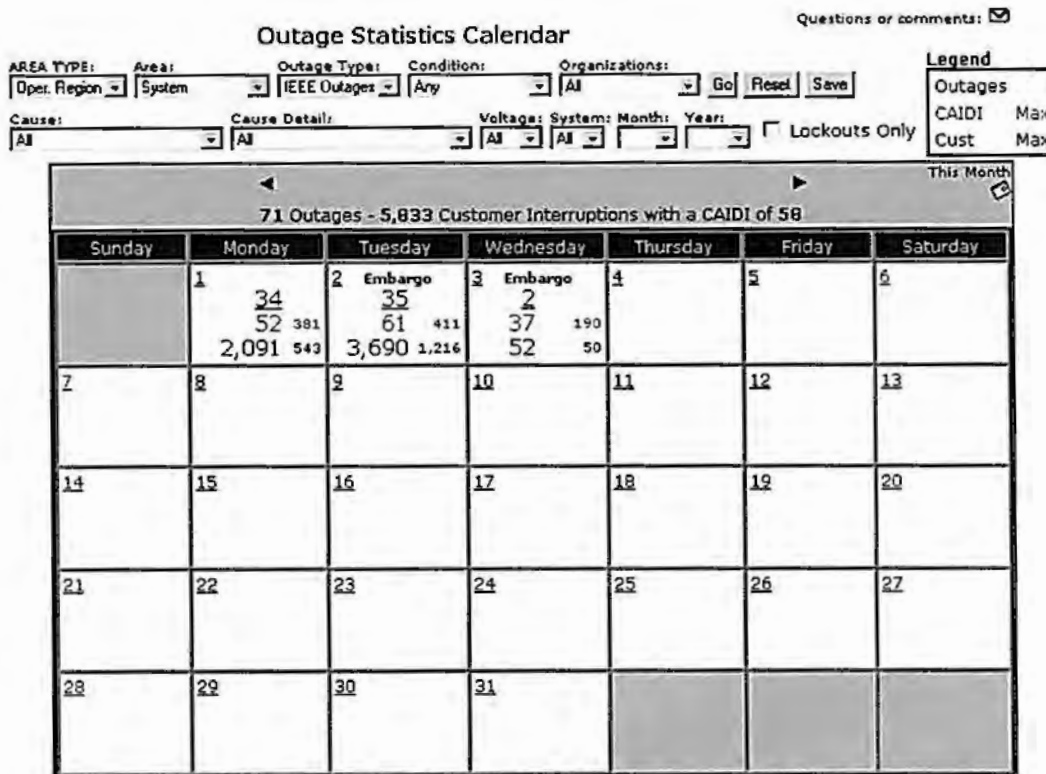 Questions or comments:
Outage Statistics Calendar
AREA TYPE: Area: Outage Type: Condition: Organizations:
Oper. Region System IEEE Outages Any All Go Reset Save
Legend
Outages
CAIDI Max
Cust Max
Cause: Cause Detail: Voltage: System: Month: Year:
All All All All Lockouts Only
This Month
71 Outages - 5,833 Customer Interruptions with a CAIDI of 58
Sunday Monday Tuesday Wednesday Thursday Friday Saturday
1 2 Embargo 3 Embargo 4 5 6
34 35 2
52 381 61 411 37 190
2,091 543 3,690 1,216 52 50
7 8 9 10 11 12 13
14 15 16 17 18 19 20
21 22 23 24 25 26 27
28 29 30 31